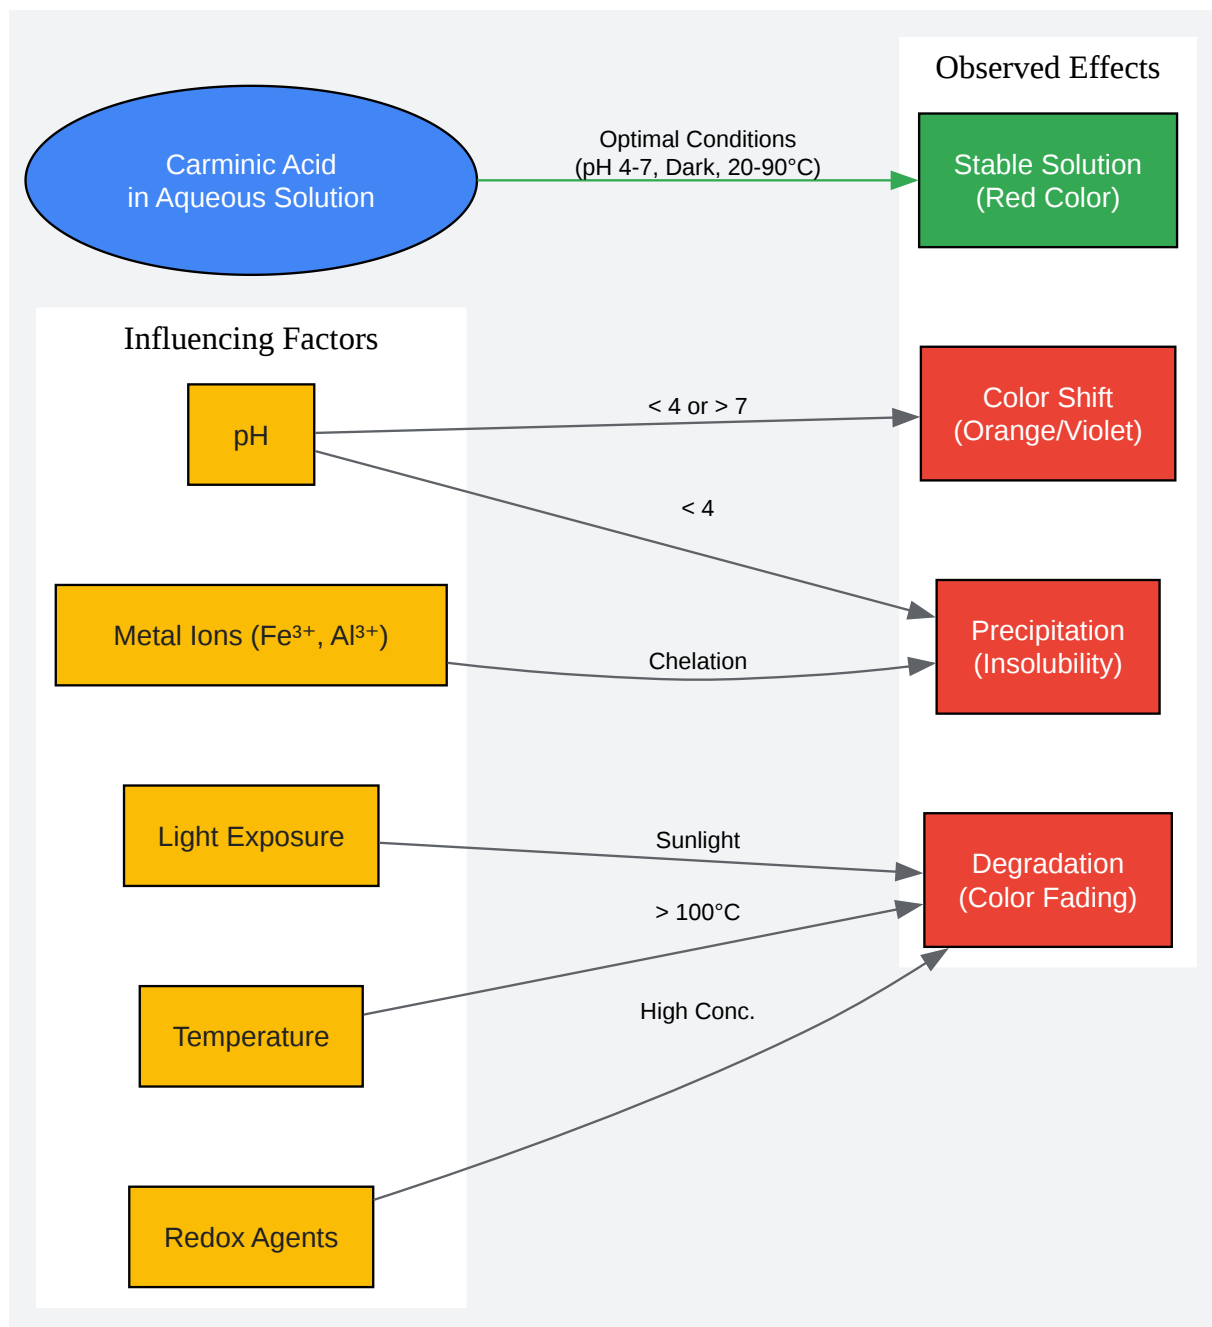 Observed Effects
Carminic Acid
in Aqueous Solution
Optimal Conditions
(pH 4-7, Dark, 20-90°C)
Stable Solution
(Red Color)
Influencing Factors
pH
< 4 or > 7
Color Shift
(Orange/Violet)
< 4
Metal Ions (Fe³⁺, Al³⁺)
Chelation
Precipitation
(Insolubility)
Light Exposure
Sunlight
Degradation
(Color Fading)
> 100°C
Temperature
High Conc.
Redox Agents